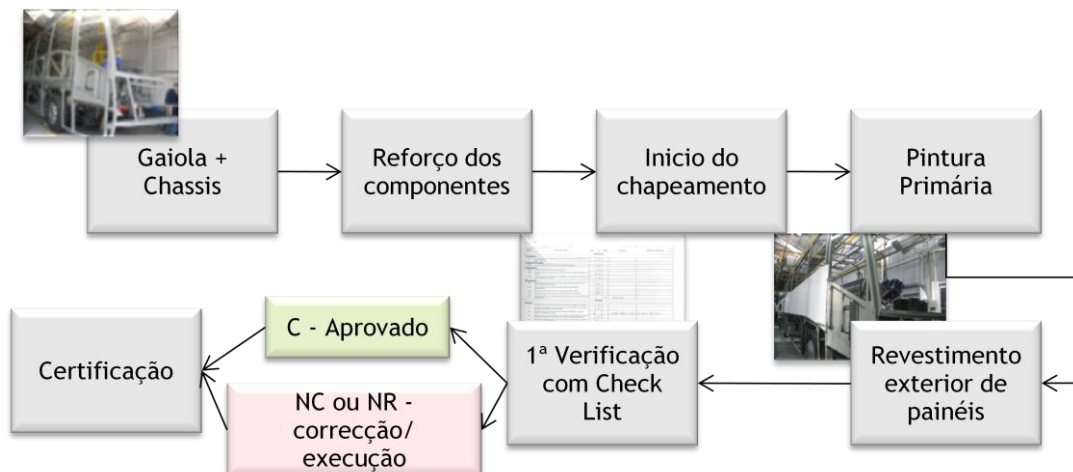 Gaiola +
Chassis
Reforço dos
componentes
Inicio do
chapeamento
Pintura
Primária
Revestimento
exterior de
painéis
1ª Verificação
com Check
List
C - Aprovado
NC ou NR -
correcção/
execução
Certificação